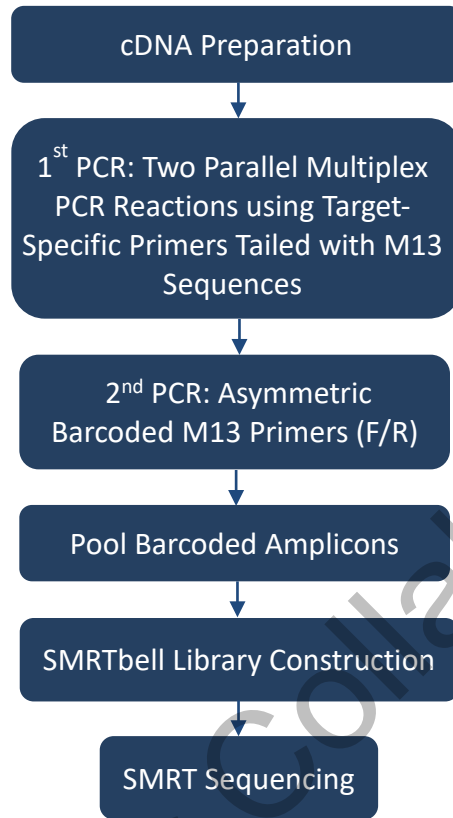 cDNA Preparation
1st PCR: Two Parallel Multiplex
PCR Reactions using Target-
Specific Primers Tailed with M13
Sequences
2nd PCR: Asymmetric
Barcoded M13 Primers (F/R)
Pool Barcoded Amplicons
SMRTbell Library Construction
SMRT Sequencing